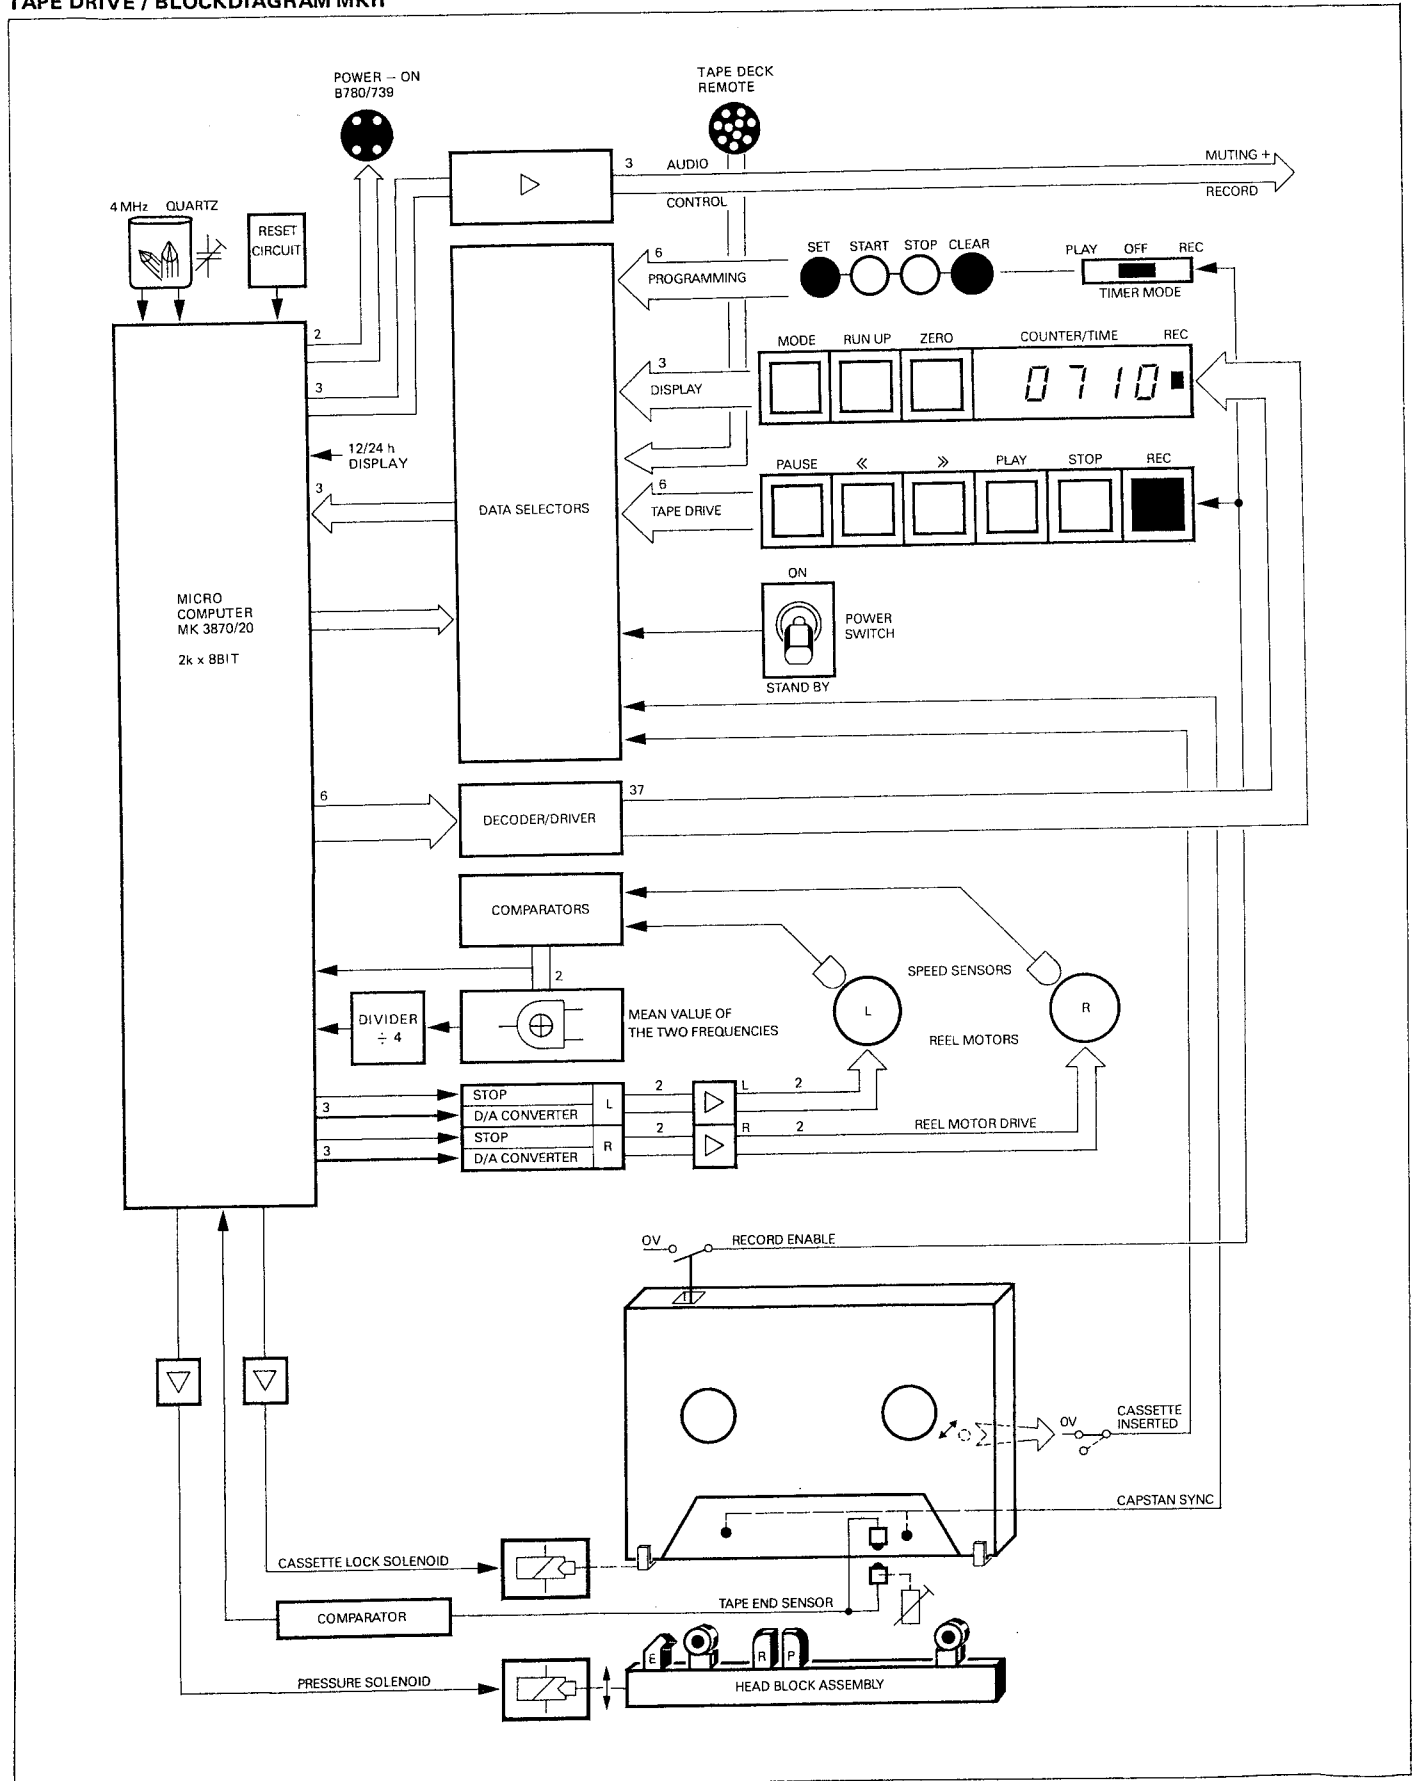 TAPE DRIVE / BLOCKDIAGRAM MKII
POWER – ON
B780/739
TAPE DECK
REMOTE
3
AUDIO
MUTING +
CONTROL
RECORD
4 MHz QUARTZ
RESET
CIRCUIT
SET
START
STOP
CLEAR
PLAY
OFF
REC
6
PROGRAMMING
TIMER MODE
2
MODE
RUN UP
ZERO
COUNTER/TIME
REC
3
3
DISPLAY
0710
12/24 h
DISPLAY
PAUSE
«
»
PLAY
STOP
REC
3
6
DATA SELECTORS
TAPE DRIVE
ON
MICRO
COMPUTER
MK 3870/20
2k x 8BIT
POWER
SWITCH
STAND BY
6
37
DECODER/DRIVER
COMPARATORS
2
SPEED SENSORS
L
R
DIVIDER
÷ 4
MEAN VALUE OF
THE TWO FREQUENCIES
REEL MOTORS
STOP
L
2
L
2
3
D/A CONVERTER
STOP
R
2
R
2
REEL MOTOR DRIVE
3
D/A CONVERTER
OV
RECORD ENABLE
OV
CASSETTE
INSERTED
CAPSTAN SYNC
CASSETTE LOCK SOLENOID
TAPE END SENSOR
COMPARATOR
E
R
P
PRESSURE SOLENOID
HEAD BLOCK ASSEMBLY